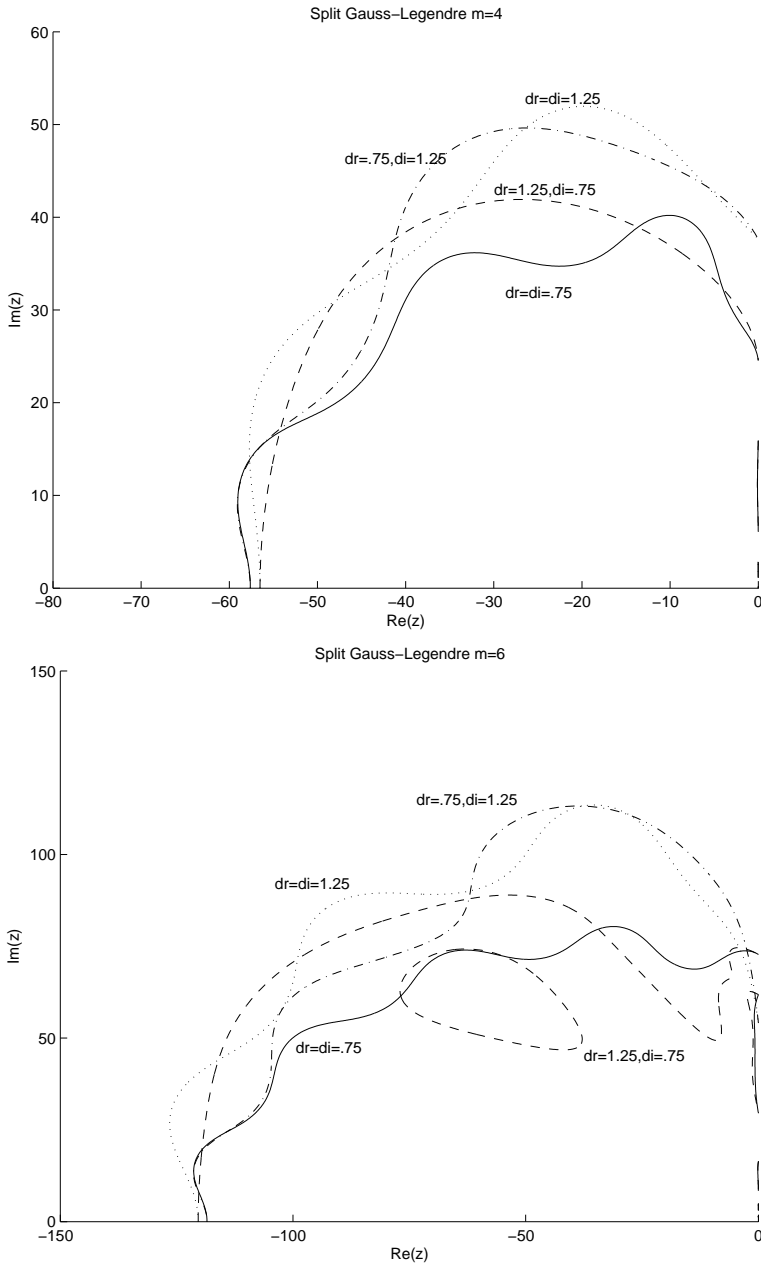 Split Gauss−Legendre m=4
60
dr=di=1.25
50
dr=.75,di=1.25
dr=1.25,di=.75
40
dr=di=.75
30
Im(z)
20
10
0
−80 −70 −60 −50 −40 −30 −20 −10 0
Re(z)
Split Gauss−Legendre m=6
150
dr=.75,di=1.25
100
dr=di=1.25
Im(z)
50
dr=di=.75
dr=1.25,di=.75
0
−150 −100 −50 0
Re(z)